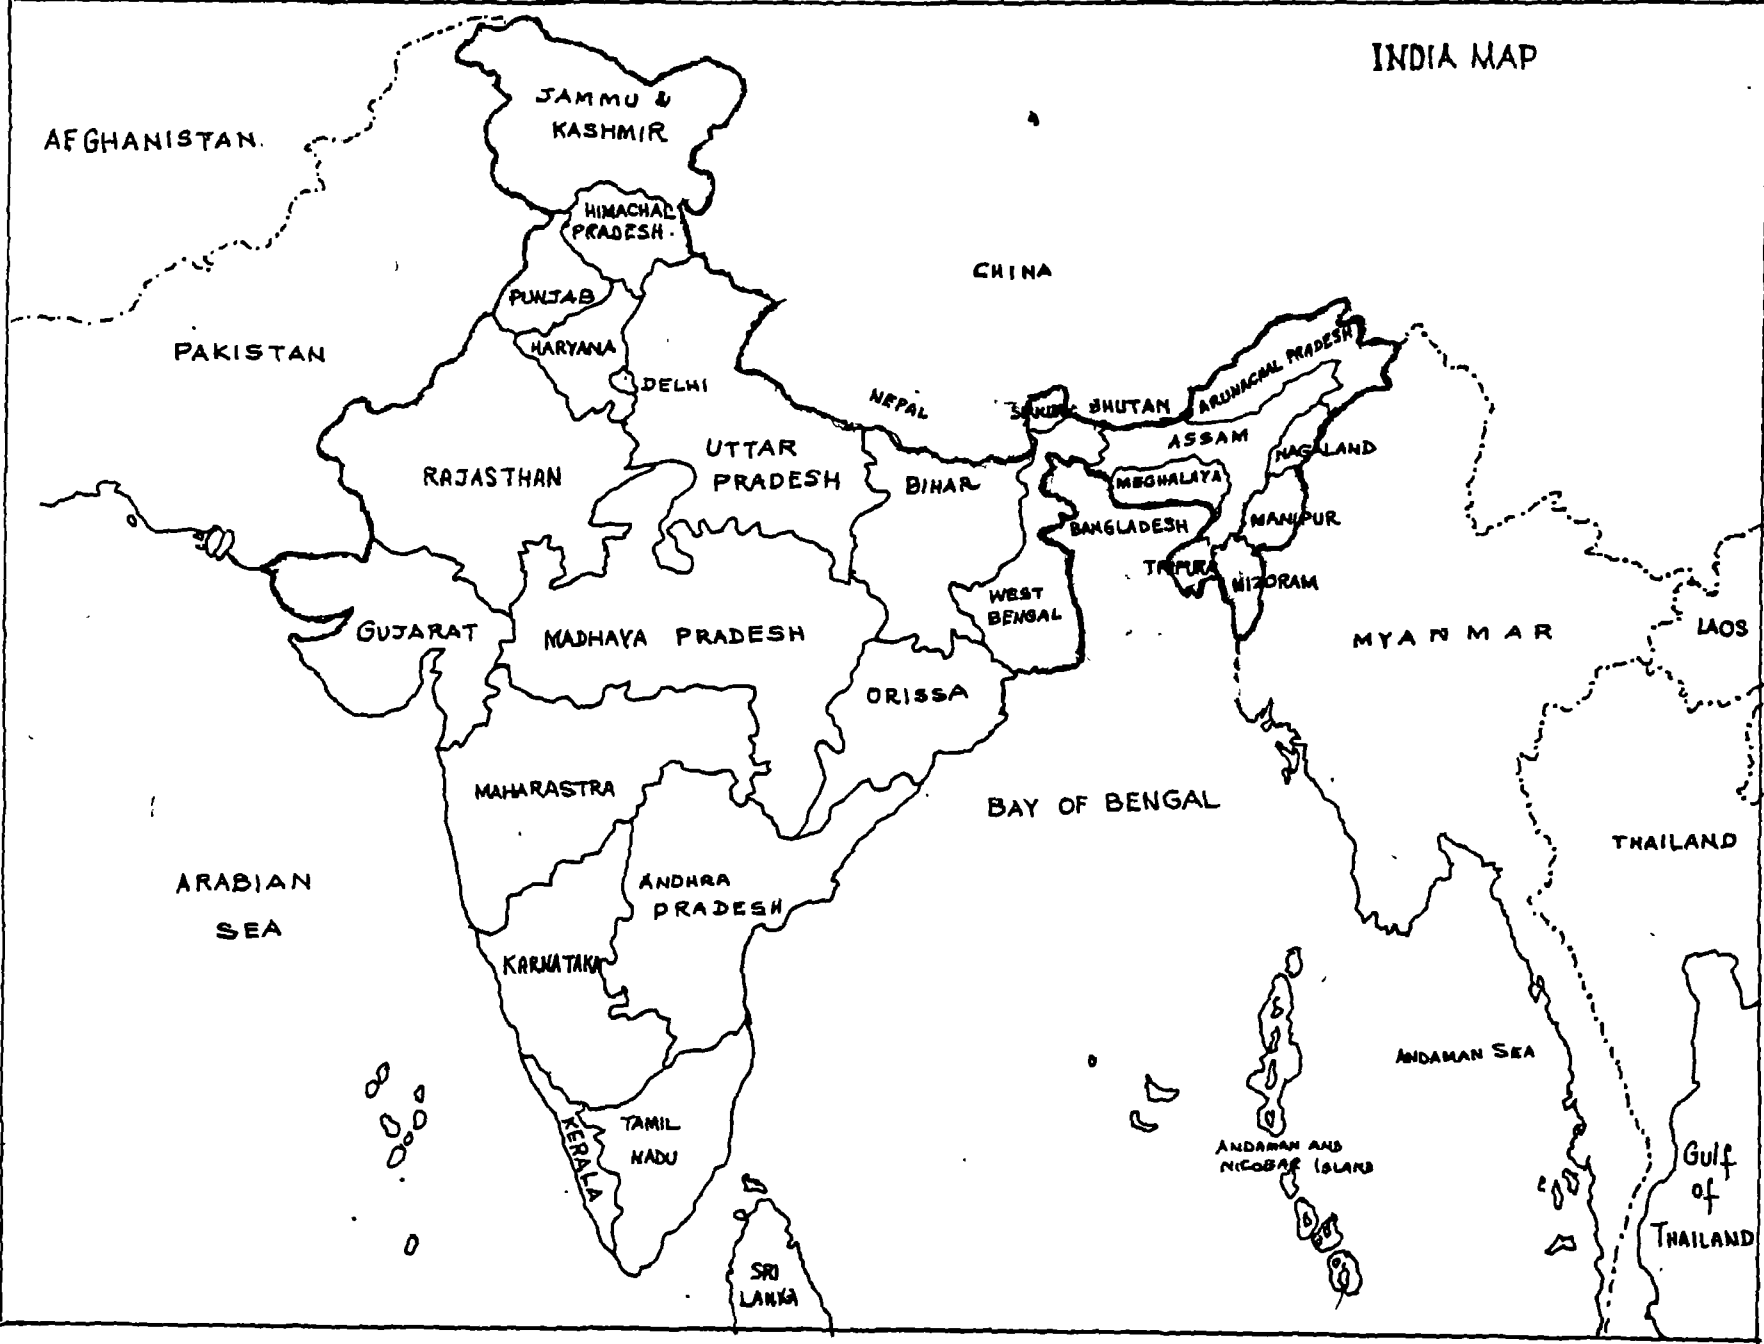 INDIA MAP
JAMMU &
KASHMIR
AFGHANISTAN.
HIMACHAL
PRADESH.
CHINA
PUNJAB
PAKISTAN
HARYANA
DELHI
ARUNACHAL PRADESH
NEPAL
BHUTAN
ASSAM
UTTAR
PRADESH
RAJASTHAN
BIHAR
NAGALAND
MEGHALAYA
MANIPUR
BANGLADESH
TRIPURA
MIZORAM
WEST
BENGAL
GUJARAT
MADHAYA PRADESH
MYANMAR
LAOS
ORISSA
MAHARASTRA
BAY OF BENGAL
THAILAND
ARABIAN
SEA
ANDHRA
PRADESH
KARNATAKA
ANDAMAN SEA
TAMIL
NADU
KERALA
ANDAMAN AND
NICOBAR ISLAND
Gulf
of
THAILAND
SRI
LANKA